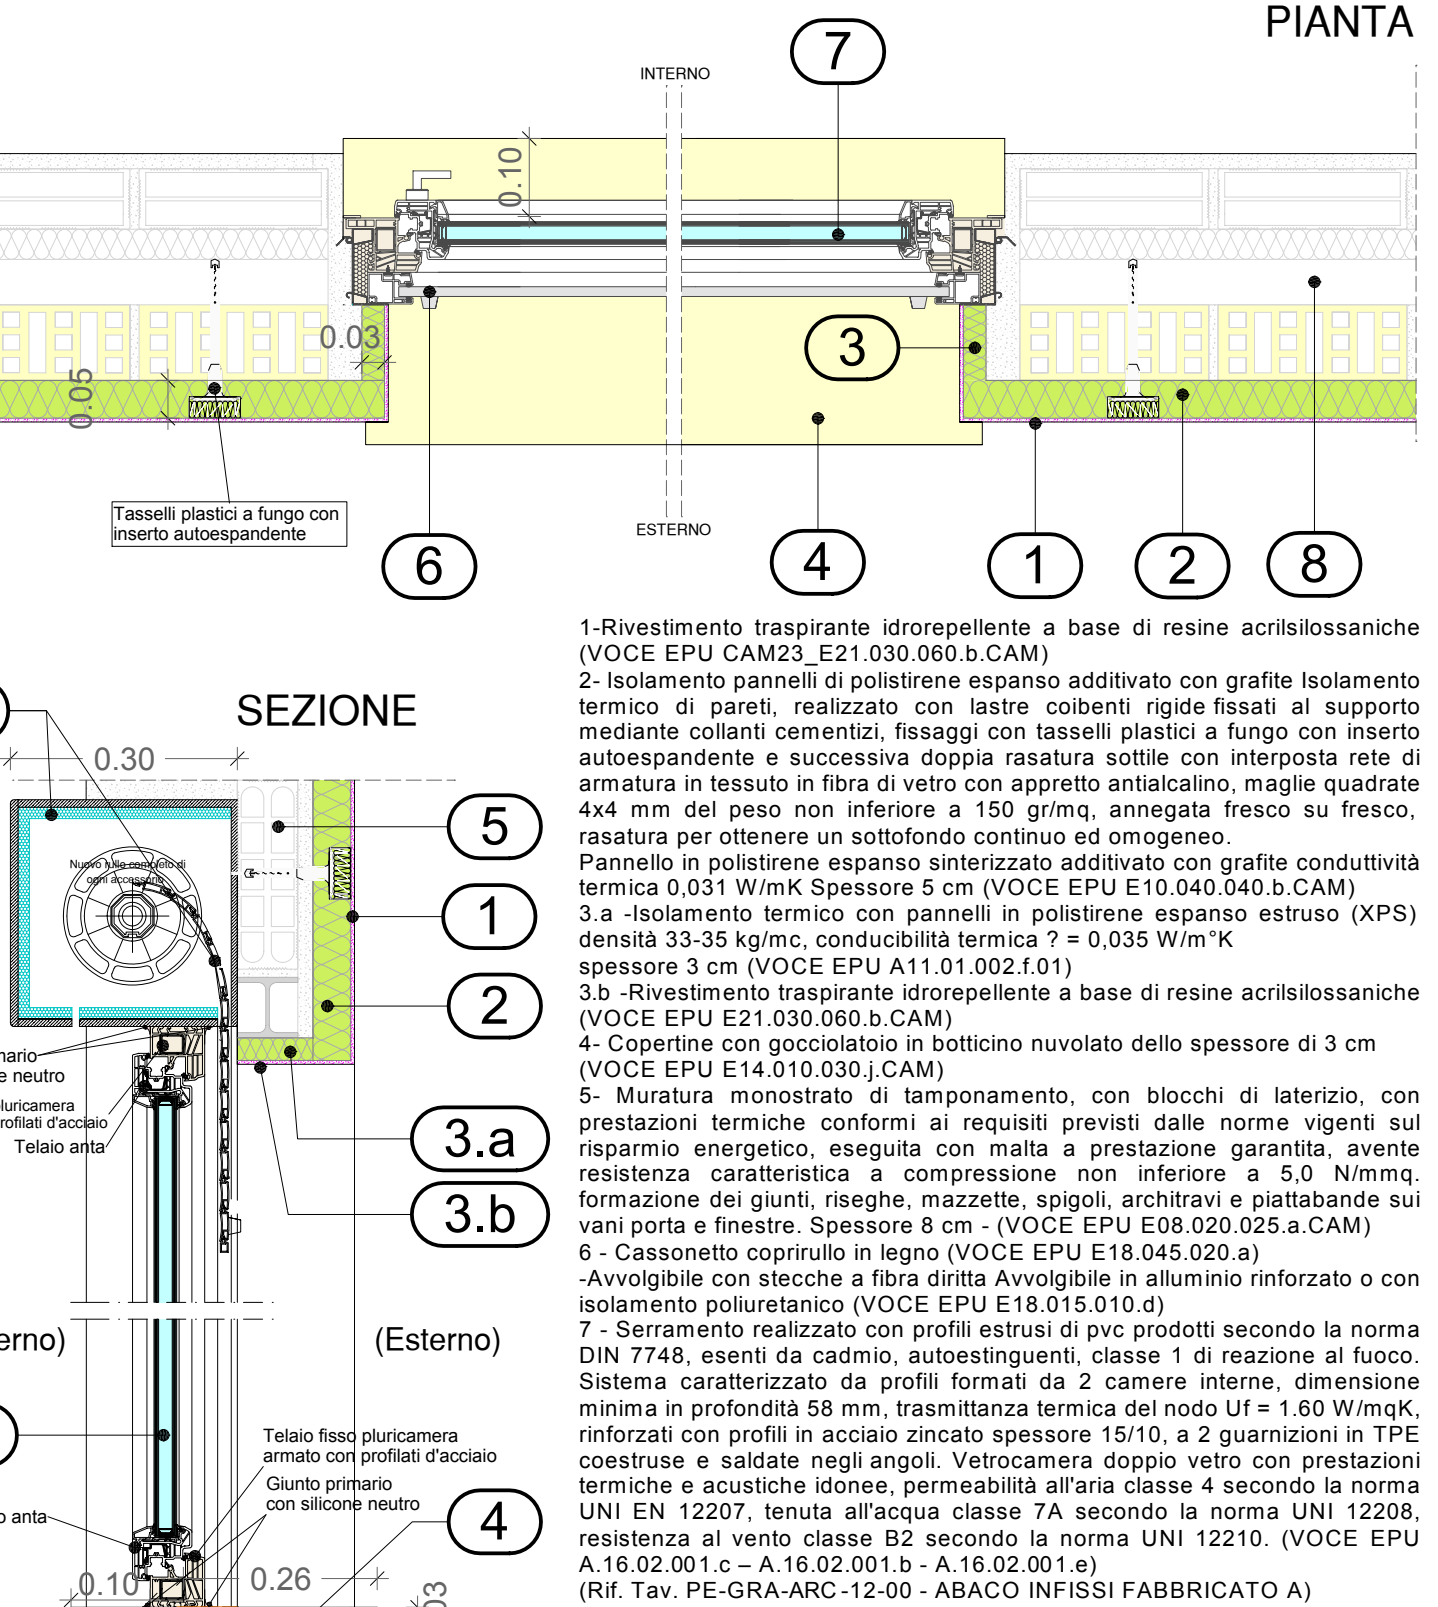 PIANTA
7
INTERNO
0.10
0.03
3
0.05
Tasselli plastici a fungo con
inserto autoespandente
ESTERNO
6
4
1
2
8
1-Rivestimento traspirante idrorepellente a base di resine acrilsilossaniche
(VOCE EPU CAM23_E21.030.060.b.CAM)
2- Isolamento pannelli di polistirene espanso additivato con grafite Isolamento
termico di pareti, realizzato con lastre coibenti rigide fissati al supporto
mediante collanti cementizi, fissaggi con tasselli plastici a fungo con inserto
autoespandente e successiva doppia rasatura sottile con interposta rete di
armatura in tessuto in fibra di vetro con appretto antialcalino, maglie quadrate
4x4 mm del peso non inferiore a 150 gr/mq, annegata fresco su fresco,
rasatura per ottenere un sottofondo continuo ed omogeneo.
Pannello in polistirene espanso sinterizzato additivato con grafite conduttività
termica 0,031 W/mK Spessore 5 cm (VOCE EPU E10.040.040.b.CAM)
3.a -Isolamento termico con pannelli in polistirene espanso estruso (XPS)
densità 33-35 kg/mc, conducibilità termica ? = 0,035 W/m°K
spessore 3 cm (VOCE EPU A11.01.002.f.01)
3.b -Rivestimento traspirante idrorepellente a base di resine acrilsilossaniche
(VOCE EPU E21.030.060.b.CAM)
4- Copertine con gocciolatoio in botticino nuvolato dello spessore di 3 cm
(VOCE EPU E14.010.030.j.CAM)
5- Muratura monostrato di tamponamento, con blocchi di laterizio, con
prestazioni termiche conformi ai requisiti previsti dalle norme vigenti sul
risparmio energetico, eseguita con malta a prestazione garantita, avente
resistenza caratteristica a compressione non inferiore a 5,0 N/mmq.
formazione dei giunti, riseghe, mazzette, spigoli, architravi e piattabande sui
vani porta e finestre. Spessore 8 cm - (VOCE EPU E08.020.025.a.CAM)
6 - Cassonetto coprirullo in legno (VOCE EPU E18.045.020.a)
-Avvolgibile con stecche a fibra diritta Avvolgibile in alluminio rinforzato o con
isolamento poliuretanico (VOCE EPU E18.015.010.d)
7 - Serramento realizzato con profili estrusi di pvc prodotti secondo la norma
DIN 7748, esenti da cadmio, autoestinguenti, classe 1 di reazione al fuoco.
Sistema caratterizzato da profili formati da 2 camere interne, dimensione
minima in profondità 58 mm, trasmittanza termica del nodo Uf = 1.60 W/mqK,
rinforzati con profili in acciaio zincato spessore 15/10, a 2 guarnizioni in TPE
coestruse e saldate negli angoli. Vetrocamera doppio vetro con prestazioni
termiche e acustiche idonee, permeabilità all'aria classe 4 secondo la norma
UNI EN 12207, tenuta all'acqua classe 7A secondo la norma UNI 12208,
resistenza al vento classe B2 secondo la norma UNI 12210. (VOCE EPU
A.16.02.001.c – A.16.02.001.b - A.16.02.001.e)
(Rif. Tav. PE-GRA-ARC-12-00 - ABACO INFISSI FABBRICATO A)
SEZIONE
0.30
5
Nuovo rullo completo di
ogni accessorio
1
2
mario
e neutro
luricamera
rofilati d'acciaio
Telaio anta
3.a
3.b
erno)
(Esterno)
Telaio fisso pluricamera
armato con profilati d'acciaio
Giunto primario
con silicone neutro
o anta
4
0.10
0.26
03